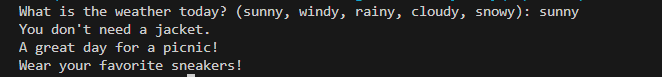 What is the weather today? (sunny, windy, rainy, cloudy, snowy): sunny
You don't need a jacket.
A great day for a picnic!
Wear your favorite sneakers!